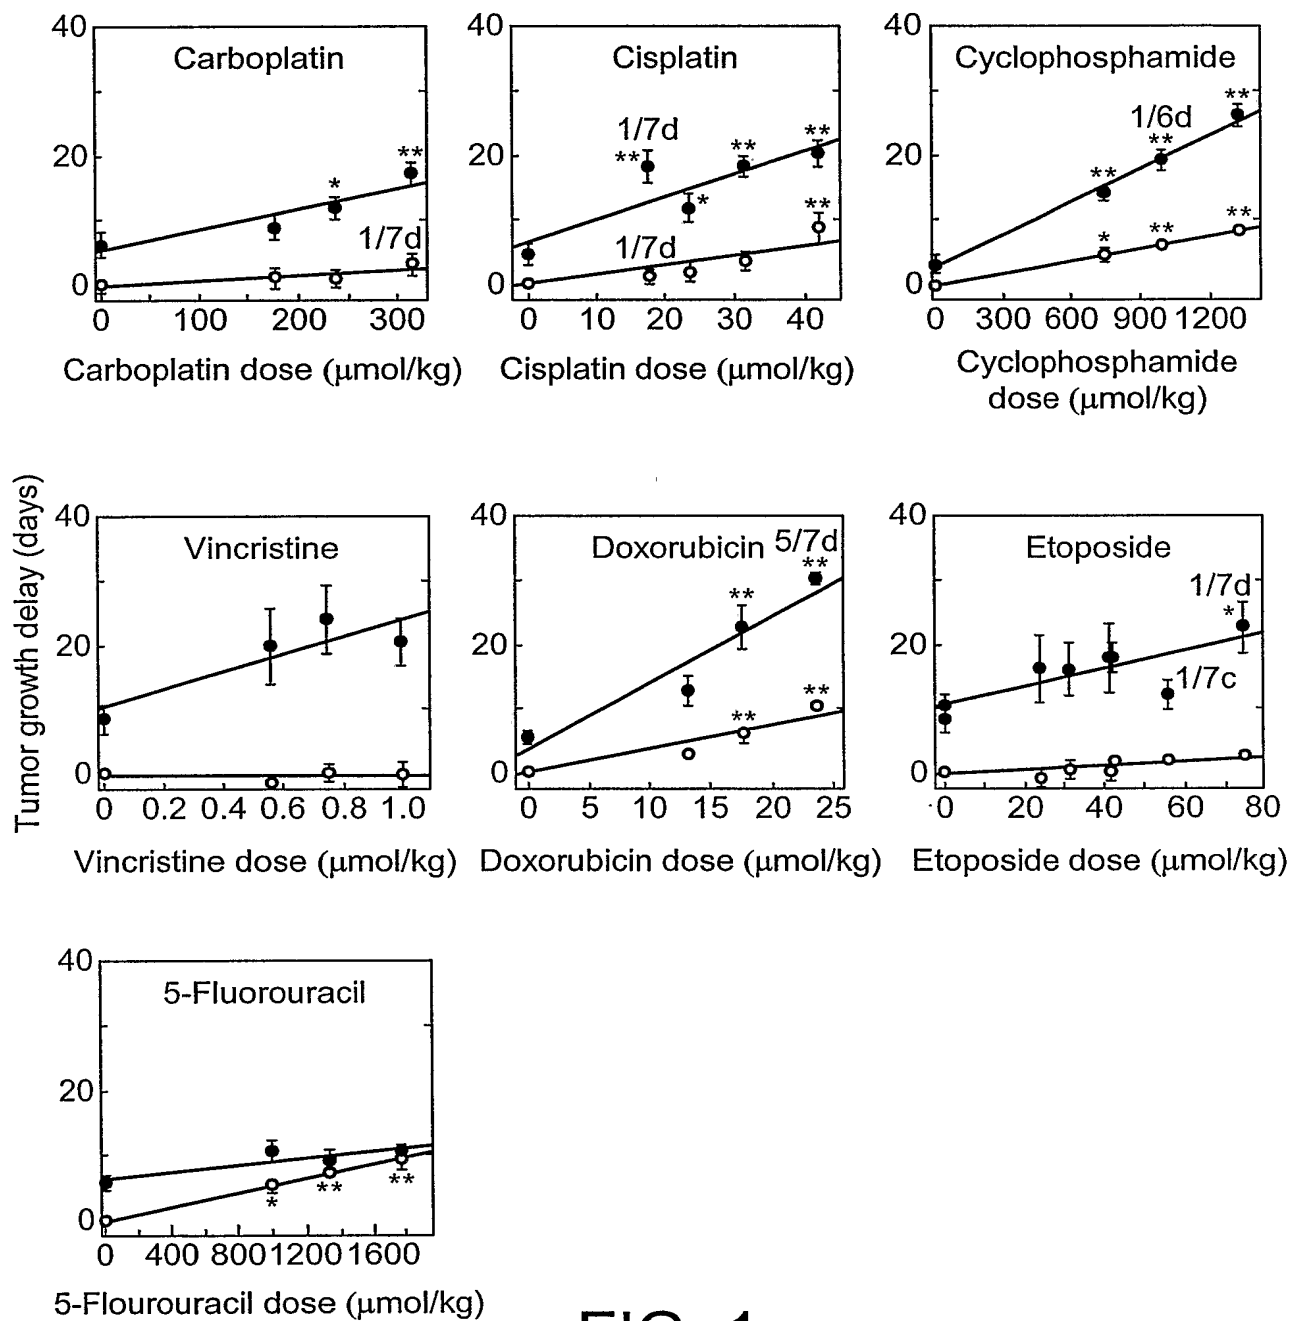 40
Carboplatin
20
**
*
1/7d
0
0 100 200 300
Carboplatin dose (μmol/kg)
40
Cisplatin
1/7d
20
**
**
**
*
**
1/7d
0
0 10 20 30 40
Cisplatin dose (μmol/kg)
40
Cyclophosphamide
**
1/6d
**
20
**
**
**
*
0
0 300 600 900 1200
Cyclophosphamide
dose (μmol/kg)
Tumor growth delay (days)
40
Vincristine
20
0
0 0.2 0.4 0.6 0.8 1.0
Vincristine dose (μmol/kg)
40
Doxorubicin 5/7d
**
**
20
**
**
0
0 5 10 15 20 25
Doxorubicin dose (μmol/kg)
40
Etoposide
1/7d
*
20
1/7c
0
0 20 40 60 80
Etoposide dose (μmol/kg)
40
5-Fluorouracil
20
*
**
**
0
0 400 800 1200 1600
5-Flourouracil dose (μmol/kg)